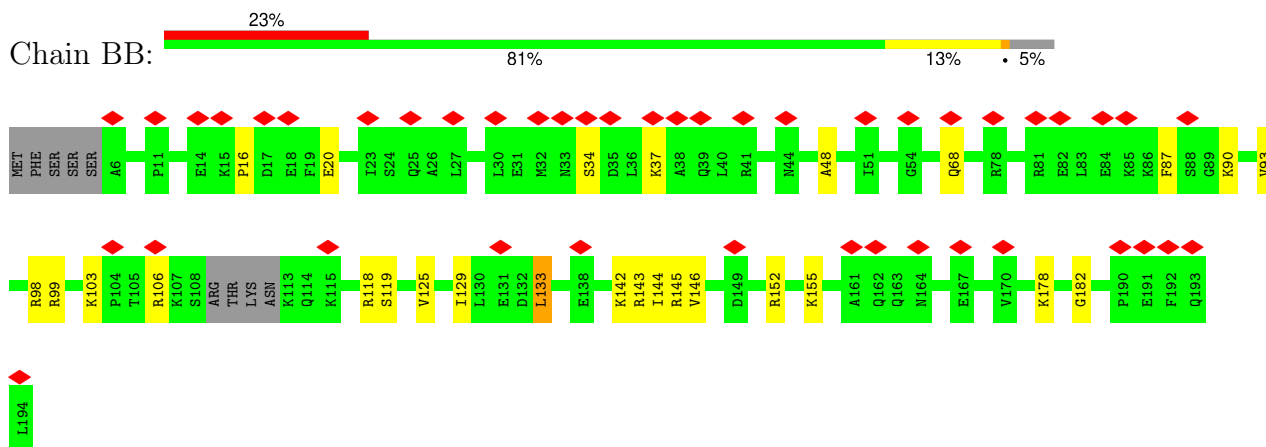 23%
Chain BB:
81% 13% • 5%
MET PHE SER SER SER A6 P11 E14 K15 P16 D17 E18 F19 E20 I23 S24 Q25 A26 L27 L30 E31 M32 N33 S34 D35 L36 K37 A38 Q39 L40 R41 N44 A48 I51 G54 Q68 R78 R81 E82 L83 E84 K85 K86 F87 S88 G89 K90 V93
R98 R99 K103 P104 T105 R106 K107 S108 ARG THR LYS ASN K113 Q114 K115 R118 S119 V125 I129 L130 E131 D132 L133 E138 K142 R143 I144 R145 V146 D149 R152 K155 A161 Q162 Q163 N164 E167 V170 K178 G182 P190 E191 F192 Q193
L194